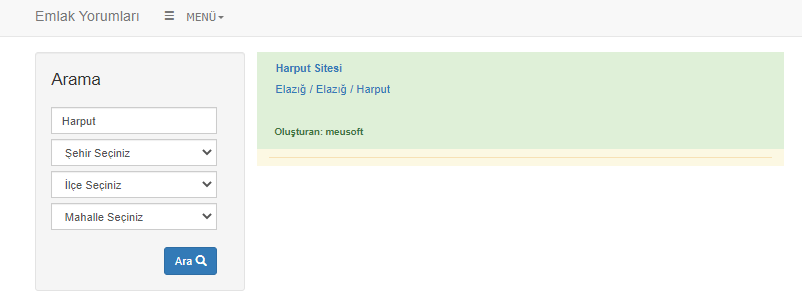 Emlak Yorumları
MENÜ
Arama
Harput
Şehir Seçiniz
İlçe Seçiniz
Mahalle Seçiniz
Ara
Harput Sitesi
Elazığ / Elazığ / Harput
Oluşturan: meusoft